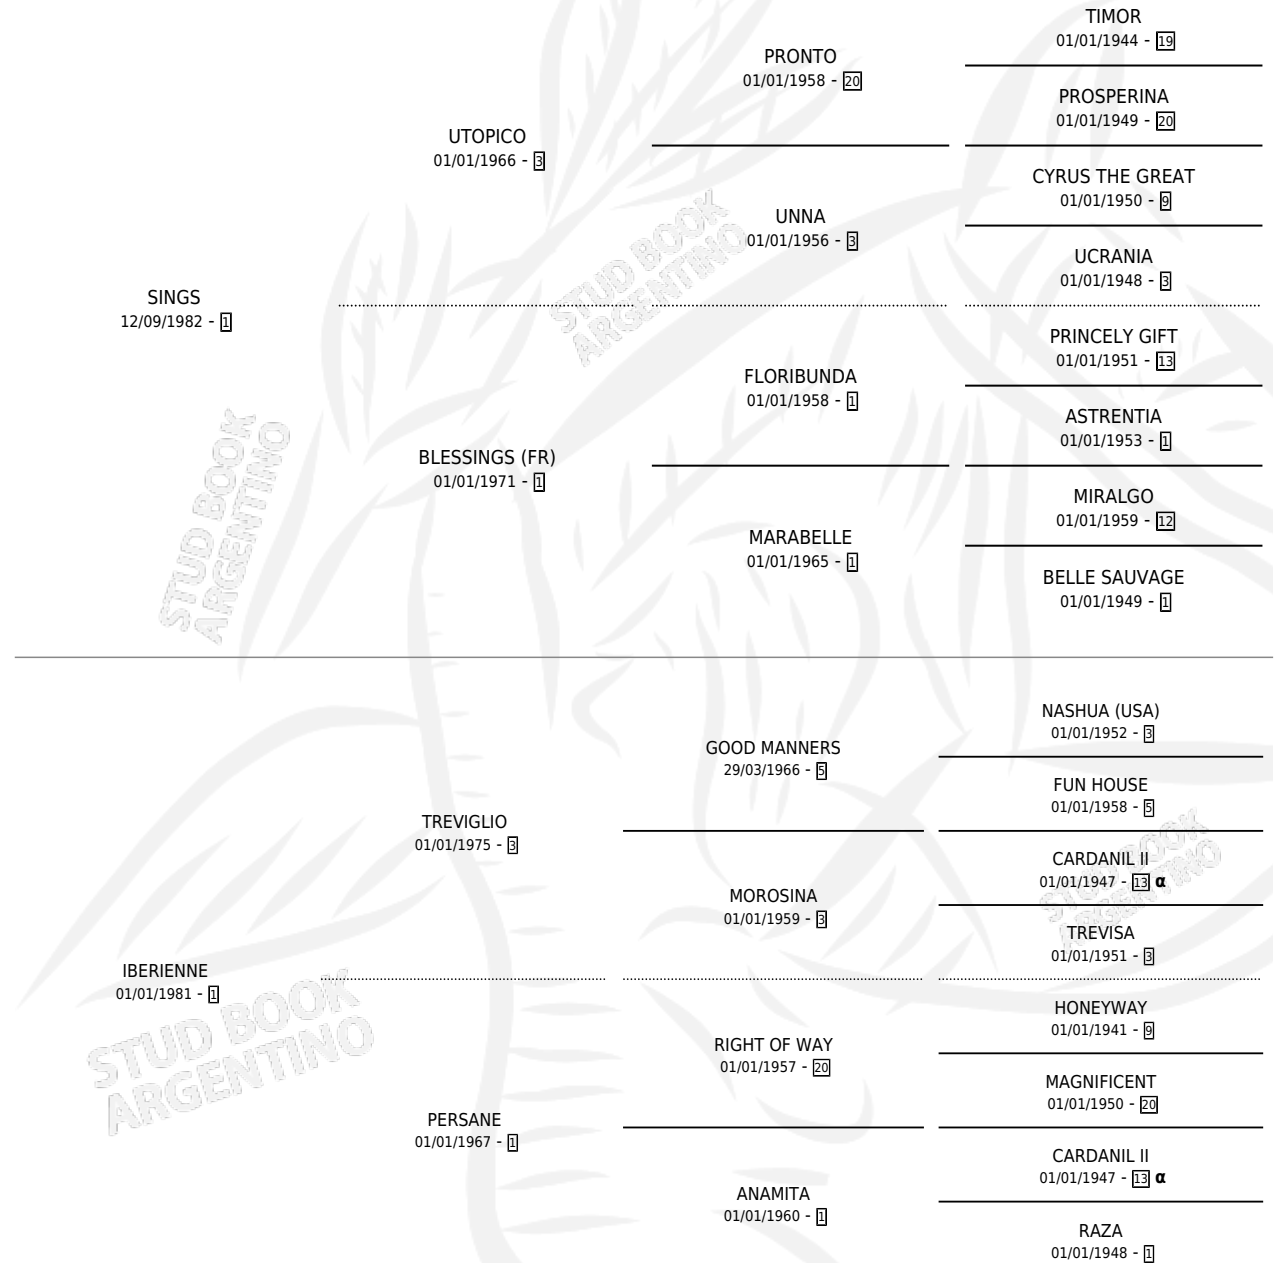 TIMOR
01/01/1944 - 19
PRONTO
01/01/1958 - 20
PROSPERINA
01/01/1949 - 20
UTOPICO
01/01/1966 - 3
CYRUS THE GREAT
01/01/1950 - 9
UNNA
01/01/1956 - 3
UCRANIA
01/01/1948 - 3
SINGS
12/09/1982 - 1
PRINCELY GIFT
01/01/1951 - 13
FLORIBUNDA
01/01/1958 - 1
ASTRENTIA
01/01/1953 - 1
BLESSINGS (FR)
01/01/1971 - 1
MIRALGO
01/01/1959 - 12
MARABELLE
01/01/1965 - 1
BELLE SAUVAGE
01/01/1949 - 1
NASHUA (USA)
01/01/1952 - 3
GOOD MANNERS
29/03/1966 - 5
FUN HOUSE
01/01/1958 - 5
TREVIGLIO
01/01/1975 - 3
CARDANIL II
01/01/1947 - 13 α
MOROSINA
01/01/1959 - 3
TREVISA
01/01/1951 - 3
IBERIENNE
01/01/1981 - 1
HONEYWAY
01/01/1941 - 9
RIGHT OF WAY
01/01/1957 - 20
MAGNIFICENT
01/01/1950 - 20
PERSANE
01/01/1967 - 1
CARDANIL II
01/01/1947 - 13 α
ANAMITA
01/01/1960 - 1
RAZA
01/01/1948 - 1
STUD BOOK
ARGENTINO
STUD BOOK
ARGENTINO
STUD BOOK
ARGENTINO
STUD BOOK
ARGENTINO